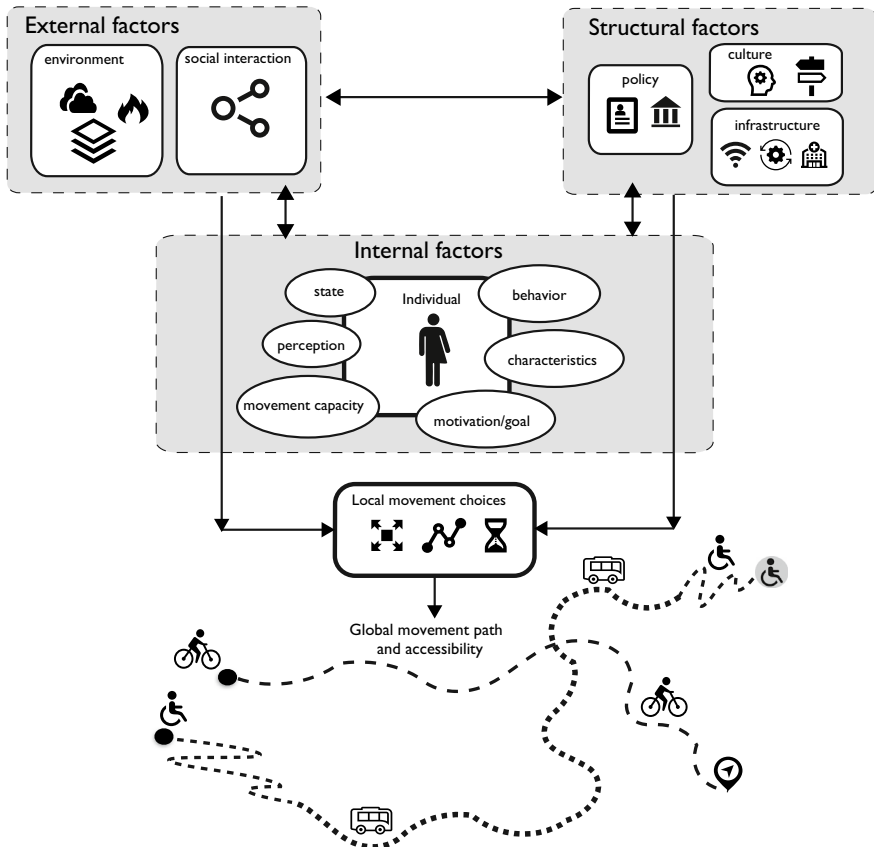 External factors
environment
social interaction
Structural factors
policy
culture
infrastructure
Internal factors
state
Individual
behavior
perception
characteristics
movement capacity
motivation/goal
Local movement choices
Global movement path
and accessibility